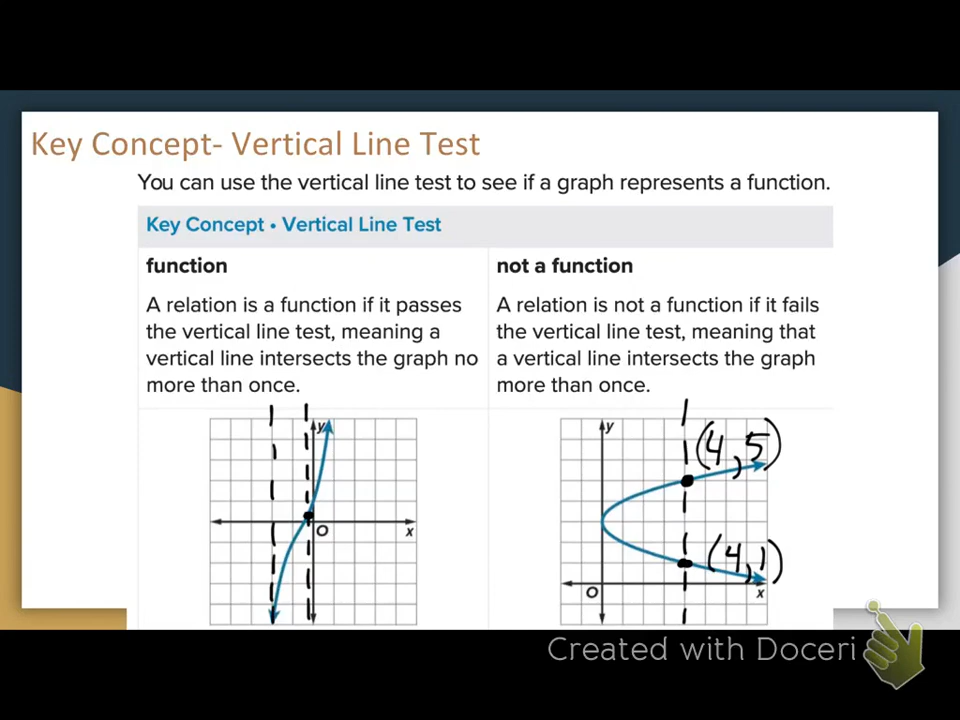 Key Concept- Vertical Line Test
You can use the vertical line test to see if a graph represents a function.
Key Concept • Vertical Line Test
function
A relation is a function if it passes
the vertical line test, meaning a
vertical line intersects the graph no
more than once.
not a function
A relation is not a function if it fails
the vertical line test, meaning that
a vertical line intersects the graph
more than once.
y
O
x
y
(4,5)
(4,1)
O
x
Created with Doceri